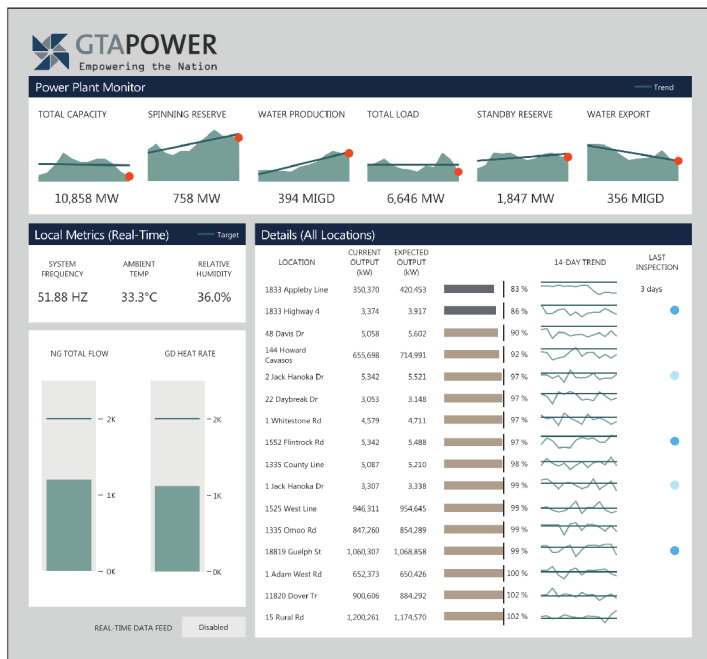 GTAPOWER
Empowering the Nation
Power Plant Monitor
Trend
TOTAL CAPACITY
SPINNING RESERVE
WATER PRODUCTION
TOTAL LOAD
STANDBY RESERVE
WATER EXPORT
10,858 MW
758 MW
394 MIGD
6,646 MW
1,847 MW
356 MIGD
Local Metrics (Real-Time)
Target
SYSTEM
FREQUENCY
AMBIENT
TEMP
RELATIVE
HUMIDITY
51.88 HZ
33.3°C
36.0%
NG TOTAL FLOW
GD HEAT RATE
2K
1K
0K
2K
1K
0K
REAL-TIME DATA FEED
Disabled
Details (All Locations)
LOCATION
CURRENT
OUTPUT
(kW)
EXPECTED
OUTPUT
(kW)
14-DAY TREND
LAST
INSPECTION
1833 Appleby Line 350,370 420,453 83 % 3 days
1833 Highway 4 3,374 3,917 86 %
48 Davis Dr 5,058 5,602 90 %
144 Howard
Cavasos 655,698 714,991 92 %
2 Jack Hanoka Dr 5,342 5,521 97 %
22 Daybreak Dr 3,053 3,148 97 %
1 Whitestone Rd 4,579 4,711 97 %
1552 Flintrock Rd 5,342 5,488 97 %
1335 County Line 5,087 5,210 98 %
1 Jack Hanoka Dr 3,307 3,338 99 %
1525 West Line 946,311 954,645 99 %
1335 Omoo Rd 847,260 854,289 99 %
18819 Guelph St 1,060,307 1,068,858 99 %
1 Adam West Rd 652,373 650,426 100 %
11820 Dover Tr 900,606 884,292 102 %
15 Rural Rd 1,200,261 1,174,570 102 %